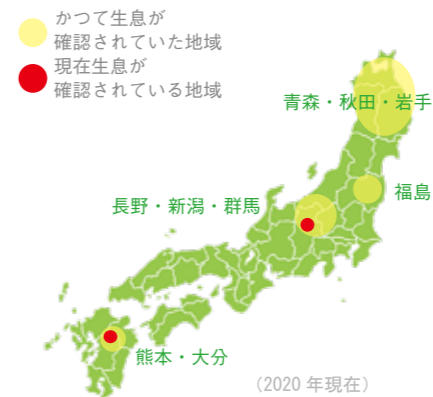 かつて生息が
確認されていた地域
現在生息が
確認されている地域
青森・秋田・岩手
福島
長野・新潟・群馬
熊本・大分
（2020 年現在）